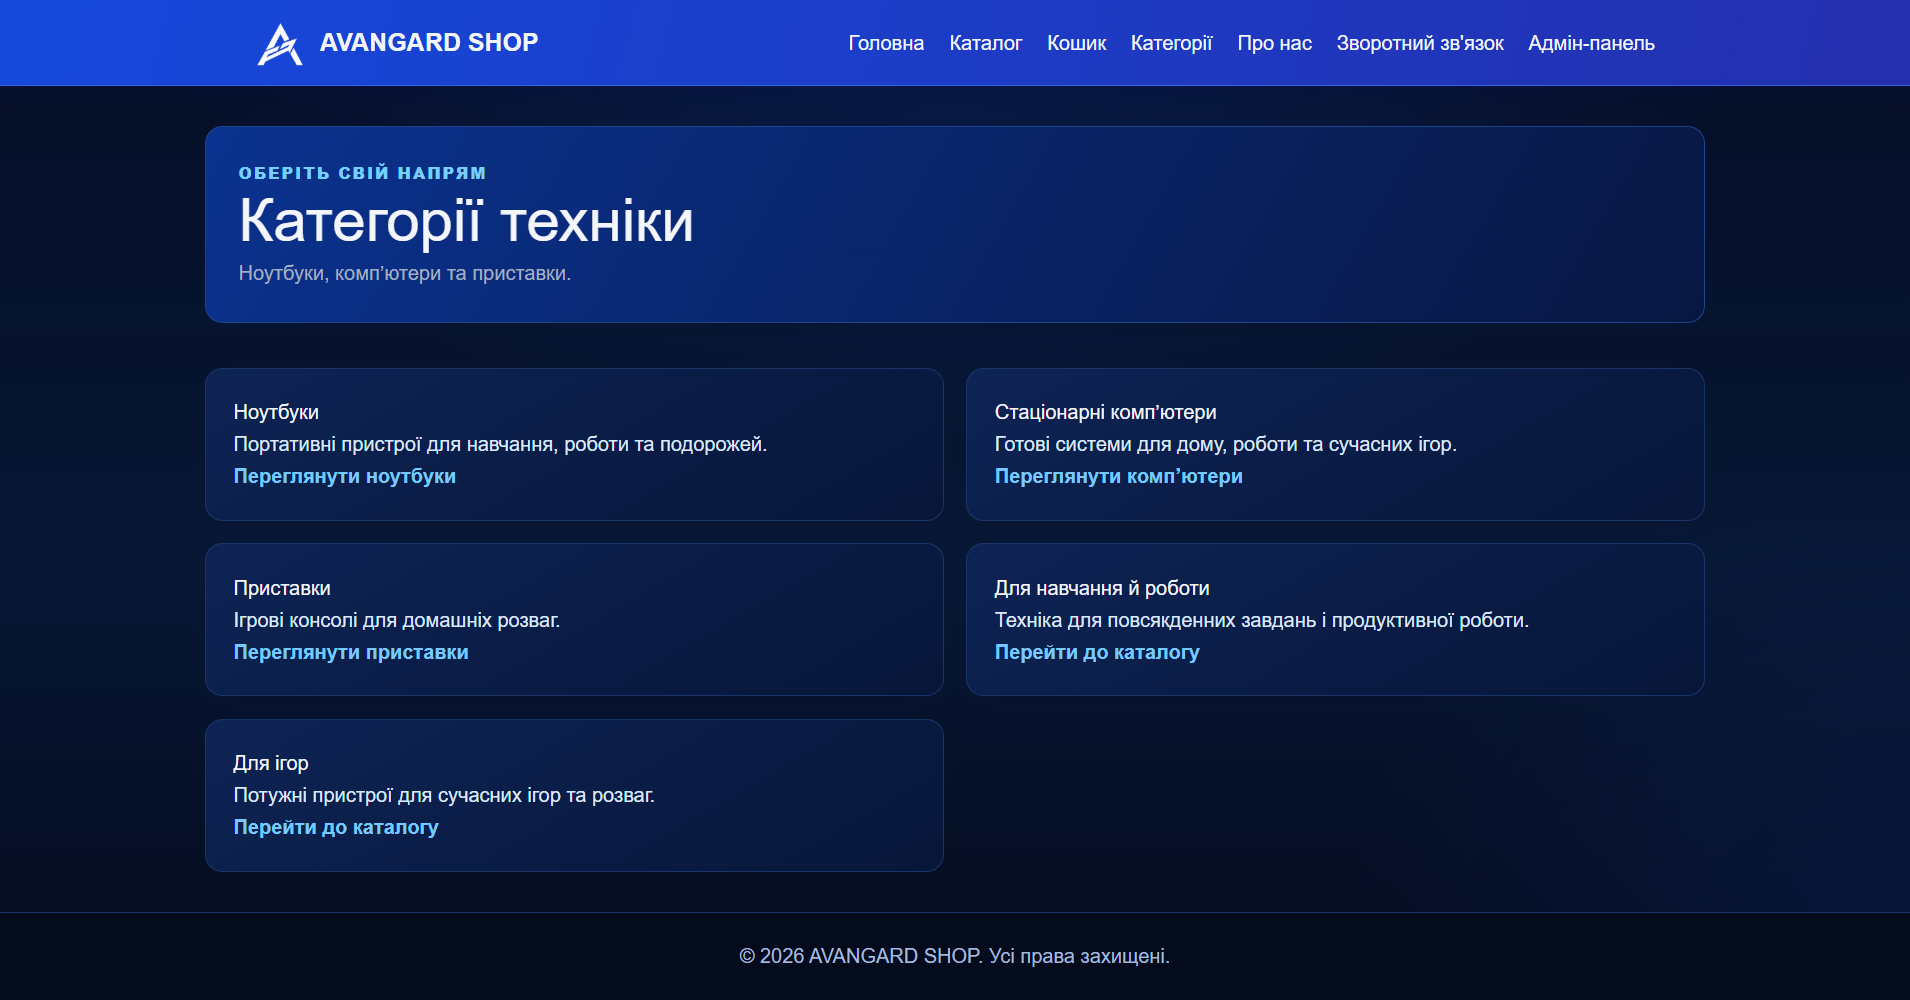 AVANGARD SHOP
Головна Каталог Кошик Категорії Про нас Зворотний зв'язок Адмін-панель
ОБЕРІТЬ СВІЙ НАПРЯМ
Категорії техніки
Ноутбуки, комп’ютери та приставки.
Ноутбуки
Портативні пристрої для навчання, роботи та подорожей.
Переглянути ноутбуки
Стаціонарні комп’ютери
Готові системи для дому, роботи та сучасних ігор.
Переглянути комп’ютери
Приставки
Ігрові консолі для домашніх розваг.
Переглянути приставки
Для навчання й роботи
Техніка для повсякденних завдань і продуктивної роботи.
Перейти до каталогу
Для ігор
Потужні пристрої для сучасних ігор та розваг.
Перейти до каталогу
© 2026 AVANGARD SHOP. Усі права захищені.